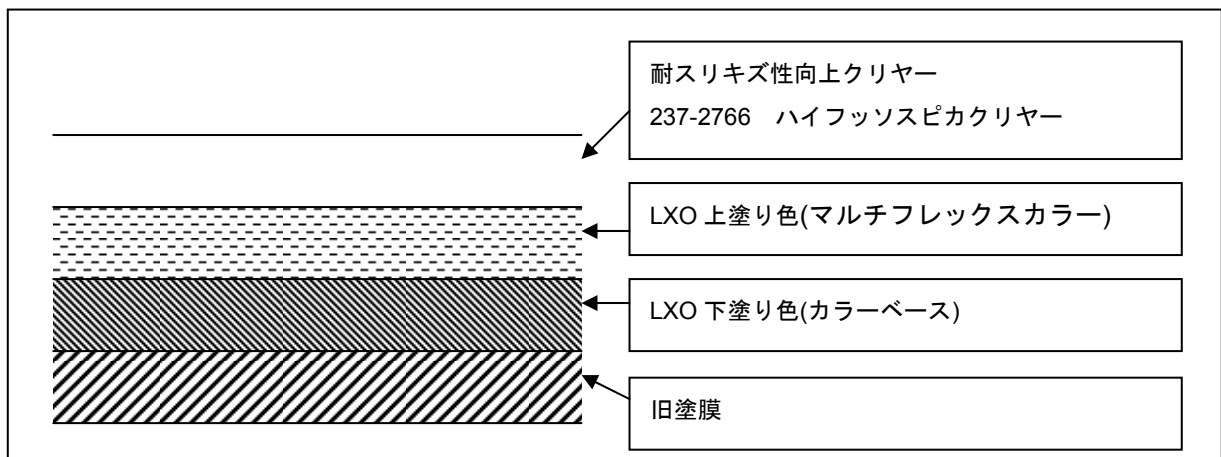 耐スリキズ性向上クリヤー
237-2766　ハイフッソスピカクリヤー
LXO 上塗り色(マルチフレックスカラー)
LXO 下塗り色(カラーベース)
旧塗膜